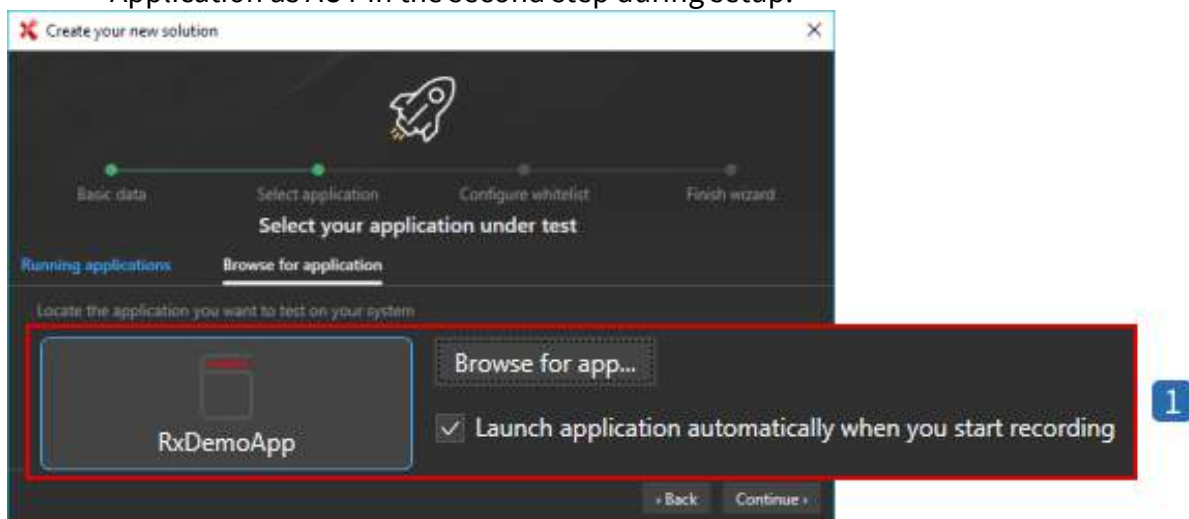 Application as AUT in the second step during setup.
Create your new solution
Basic data Select application Configure whitelist Finish wizard
Select your application under test
Running applications Browse for application
Locate the application you want to test on your system
Browse for app...
Launch application automatically when you start recording
RxDemoApp
1
‹ Back Continue ›